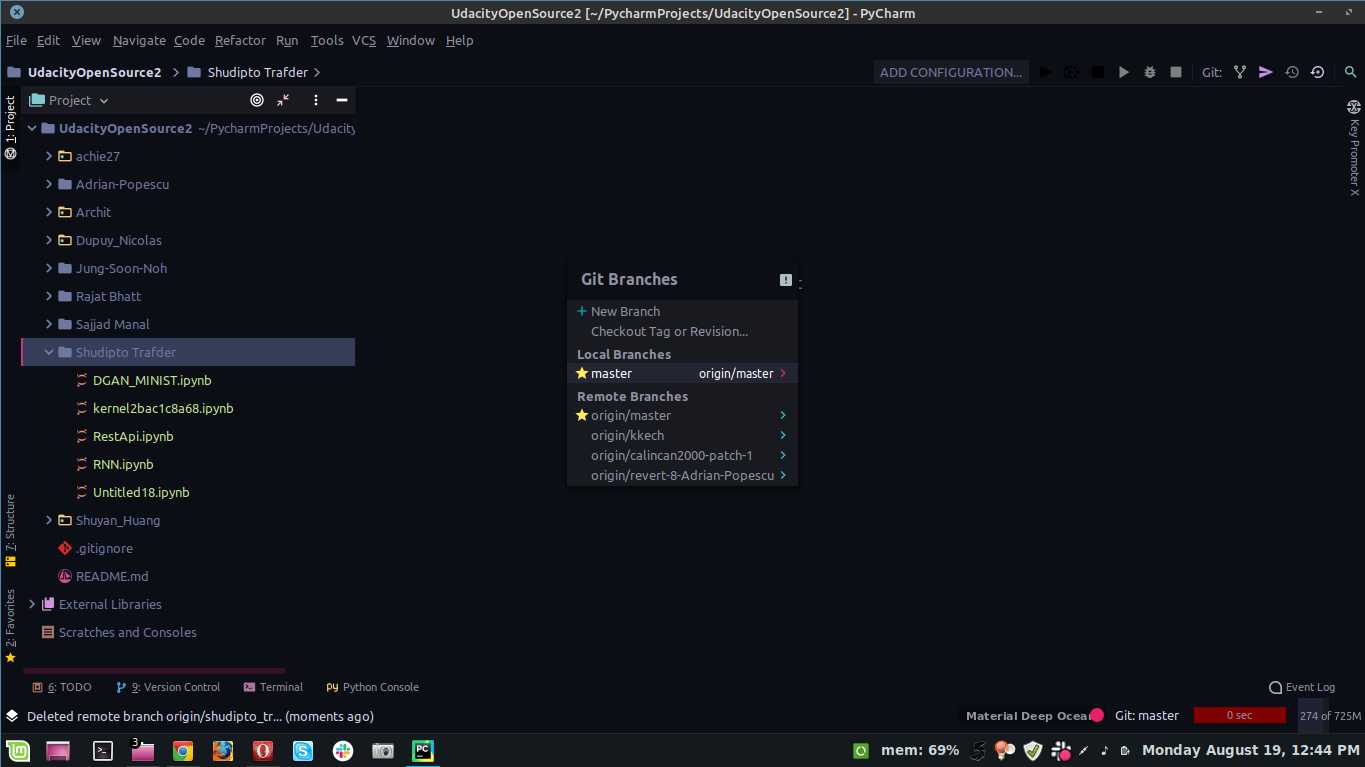 UdacityOpenSource2 [~/PycharmProjects/UdacityOpenSource2] - PyCharm
File Edit View Navigate Code Refactor Run Tools VCS Window Help
UdacityOpenSource2 Shudipto Trafder ADD CONFIGURATION... Git:
1: Project
Project
UdacityOpenSource2 ~/PycharmProjects/Udacity
achie27
Adrian-Popescu
Archit
Dupuy_Nicolas
Jung-Soon-Noh
Rajat Bhatt
Sajjad Manal
Shudipto Trafder
DGAN_MINIST.ipynb
kernel2bac1c8a68.ipynb
RestApi.ipynb
RNN.ipynb
Untitled18.ipynb
Shuyan_Huang
.gitignore
README.md
External Libraries
Scratches and Consoles
7: Structure
2: Favorites
Git Branches
New Branch
Checkout Tag or Revision...
Local Branches
master origin/master
Remote Branches
origin/master
origin/kkech
origin/calincan2000-patch-1
origin/revert-8-Adrian-Popescu
Key Promoter X
6: TODO 9: Version Control Terminal Python Console Event Log
Deleted remote branch origin/shudipto_tr... (moments ago) Material Deep Ocean Git: master 0 sec 274 of 725M
3 PC mem: 69% Monday August 19, 12:44 PM